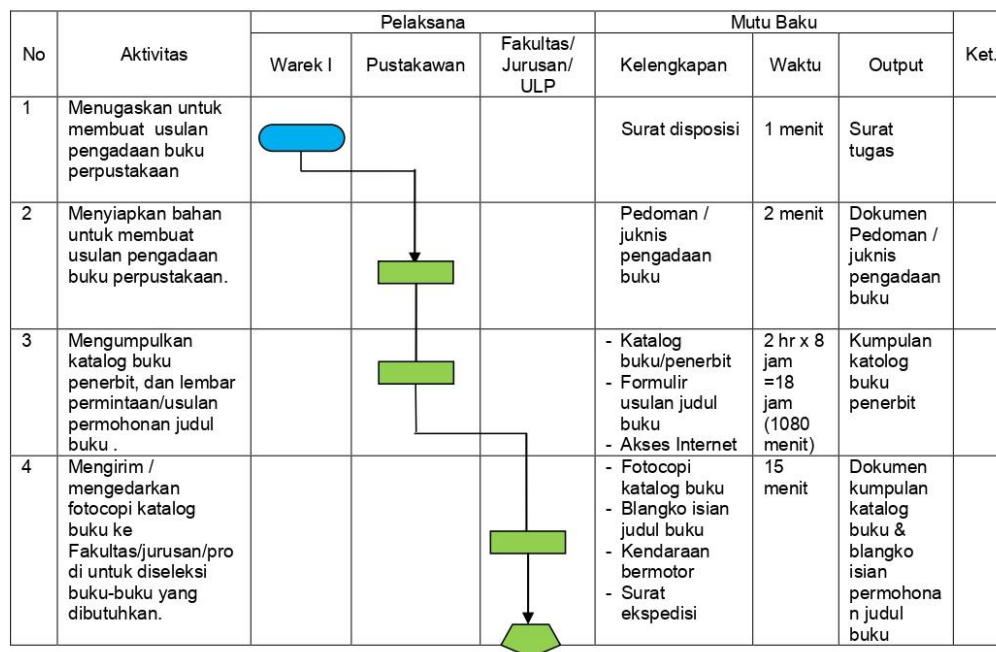 Pelaksana
Mutu Baku
No
Aktivitas
Warek I
Pustakawan
Fakultas/
Jurusan/
ULP
Kelengkapan
Waktu
Output
Ket.
1
Menugaskan untuk
membuat usulan
pengadaan buku
perpustakaan
Surat disposisi
1 menit
Surat
tugas
2
Menyiapkan bahan
untuk membuat
usulan pengadaan
buku perpustakaan.
Pedoman /
juknis
pengadaan
buku
2 menit
Dokumen
Pedoman /
juknis
pengadaan
buku
3
Mengumpulkan
katalog buku
penerbit, dan lembar
permintaan/usulan
permohonan judul
buku .
- Katalog
buku/penerbit
- Formulir
usulan judul
buku
- Akses Internet
2 hr x 8
jam
=18
jam
(1080
menit)
Kumpulan
katolog
buku
penerbit
4
Mengirim /
mengedarkan
fotocopi katalog
buku ke
Fakultas/jurusan/pro
di untuk diseleksi
buku-buku yang
dibutuhkan.
- Fotocopi
katalog buku
- Blangko isian
judul buku
- Kendaraan
bermotor
- Surat
ekspedisi
15
menit
Dokumen
kumpulan
katalog
buku &
blangko
isian
permohona
n judul
buku